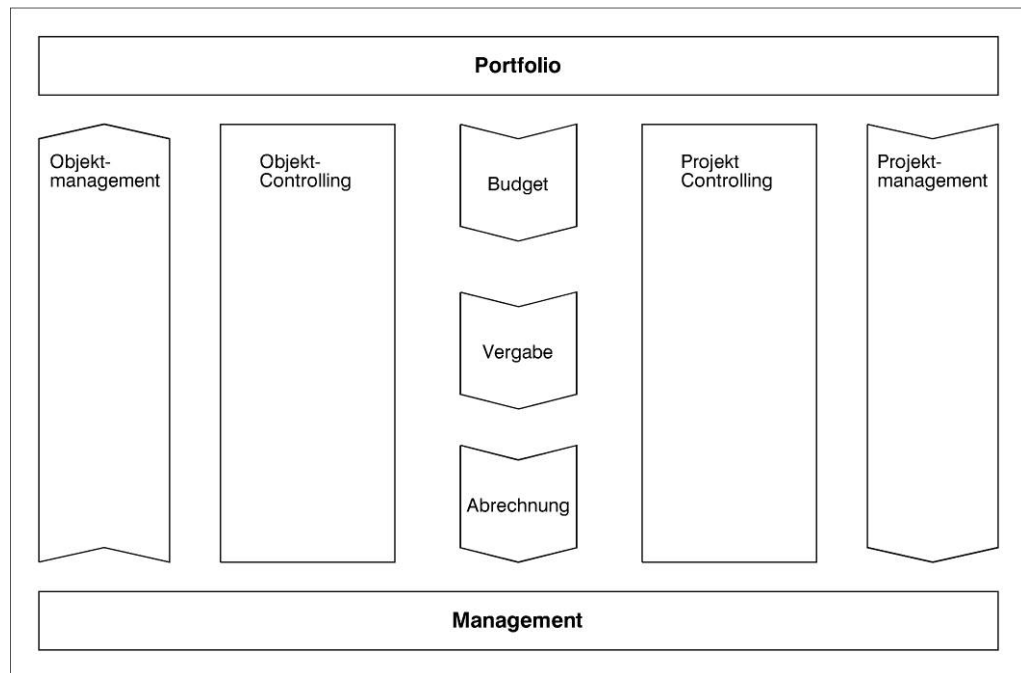 Portfolio
Objekt-
management
Objekt-
Controlling
Budget
Projekt
Controlling
Projekt-
management
Vergabe
Abrechnung
Management